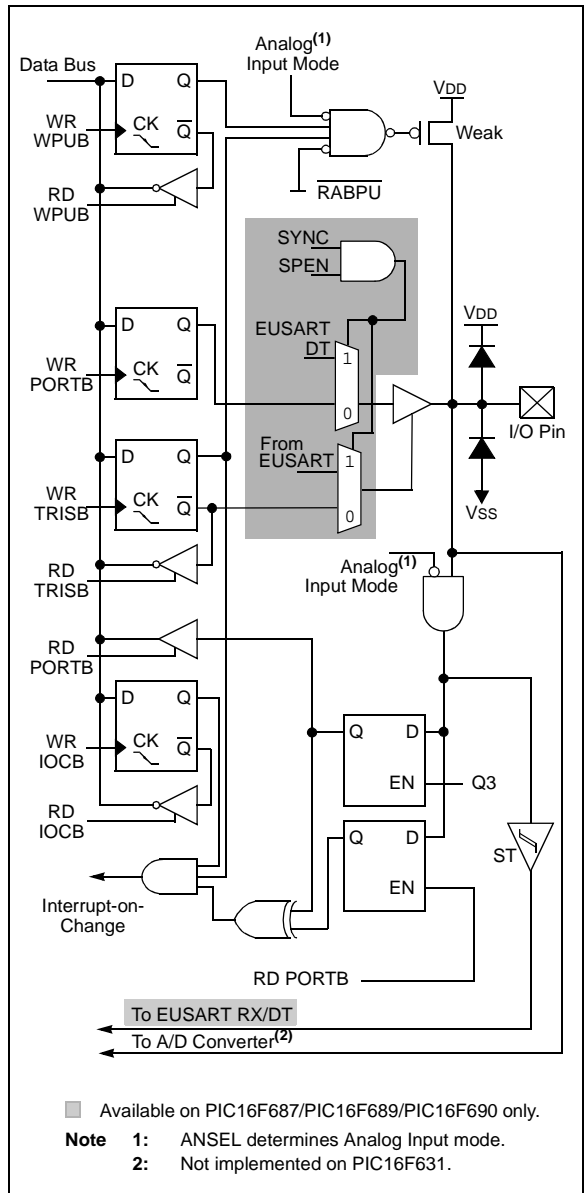 Analog(1)
Input Mode
Data Bus
D Q
VDD
WR
WPUB
CK
Q
Weak
RD
WPUB
RABPU
SYNC
SPEN
D Q
EUSART
DT
1
VDD
WR
PORTB
CK
Q
0
I/O Pin
D Q
From
EUSART
1
WR
TRISB
CK
Q
0
VSS
RD
TRISB
Analog(1)
Input Mode
RD
PORTB
D Q
WR
IOCB
CK
Q
Q D
EN
Q3
RD
IOCB
Q D
ST
EN
Interrupt-on-
Change
RD PORTB
To EUSART RX/DT
To A/D Converter(2)
Available on PIC16F687/PIC16F689/PIC16F690 only.
Note 1: ANSEL determines Analog Input mode.
2: Not implemented on PIC16F631.